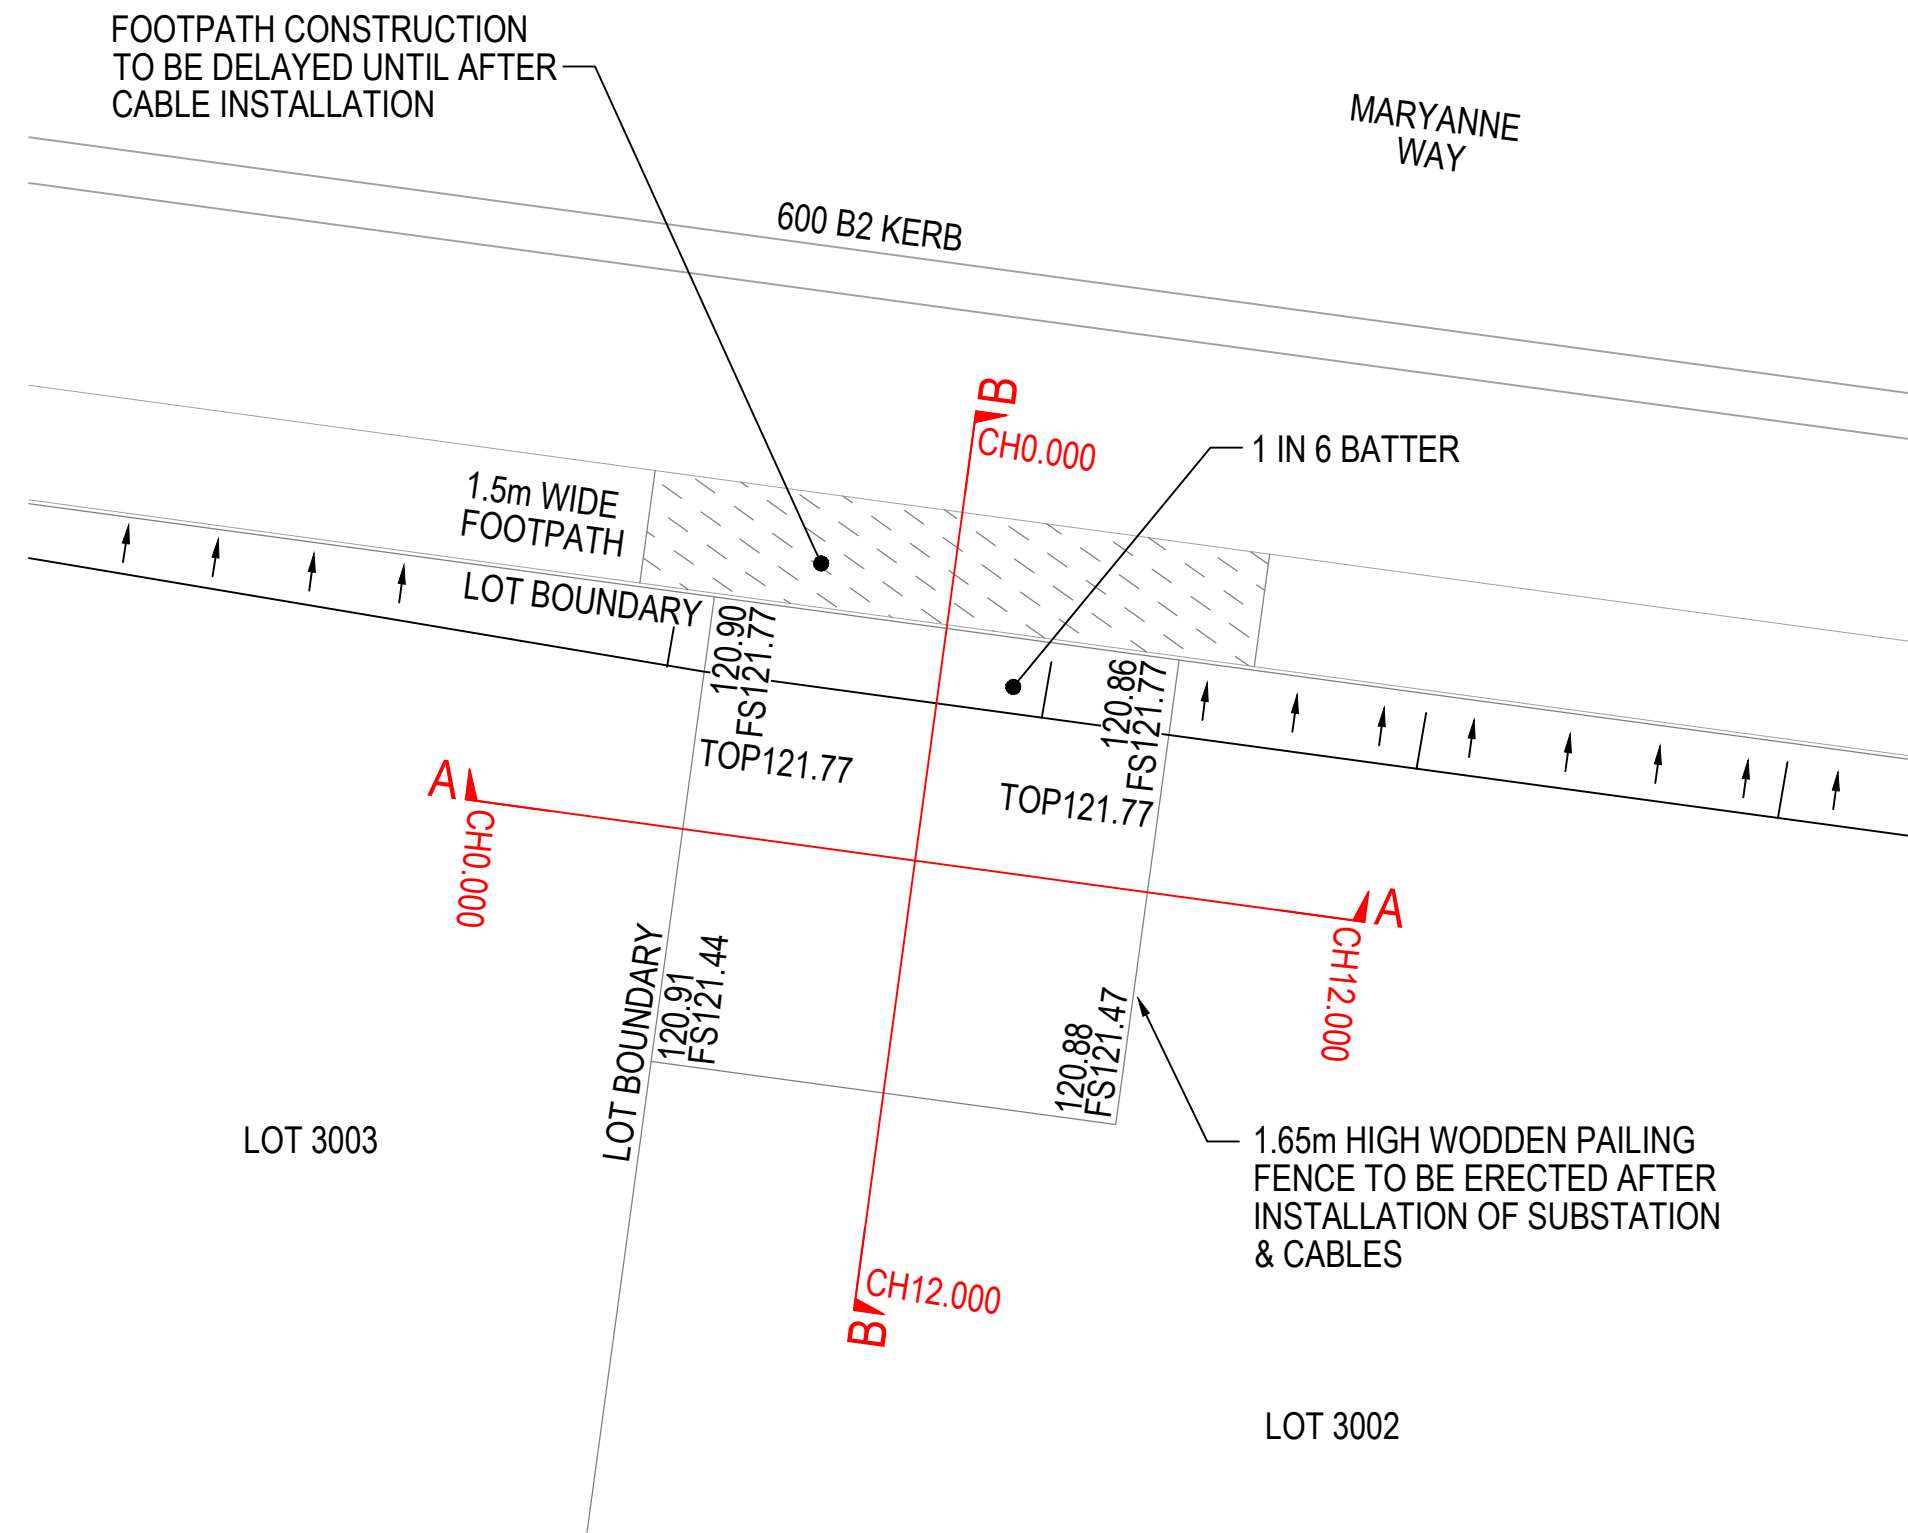 FOOTPATH CONSTRUCTION
TO BE DELAYED UNTIL AFTER
CABLE INSTALLATION
MARYANNE
WAY
600 B2 KERB
B
CH0.000
1 IN 6 BATTER
1.5m WIDE
FOOTPATH
LOT BOUNDARY
120.90
FS121.77
120.86
FS121.77
TOP121.77
TOP121.77
A
CH0.000
A
CH12.000
LOT BOUNDARY
120.91
FS121.44
120.88
FS121.47
LOT 3003
1.65m HIGH WODDEN PAILING
FENCE TO BE ERECTED AFTER
INSTALLATION OF SUBSTATION
& CABLES
CH12.000
B
LOT 3002